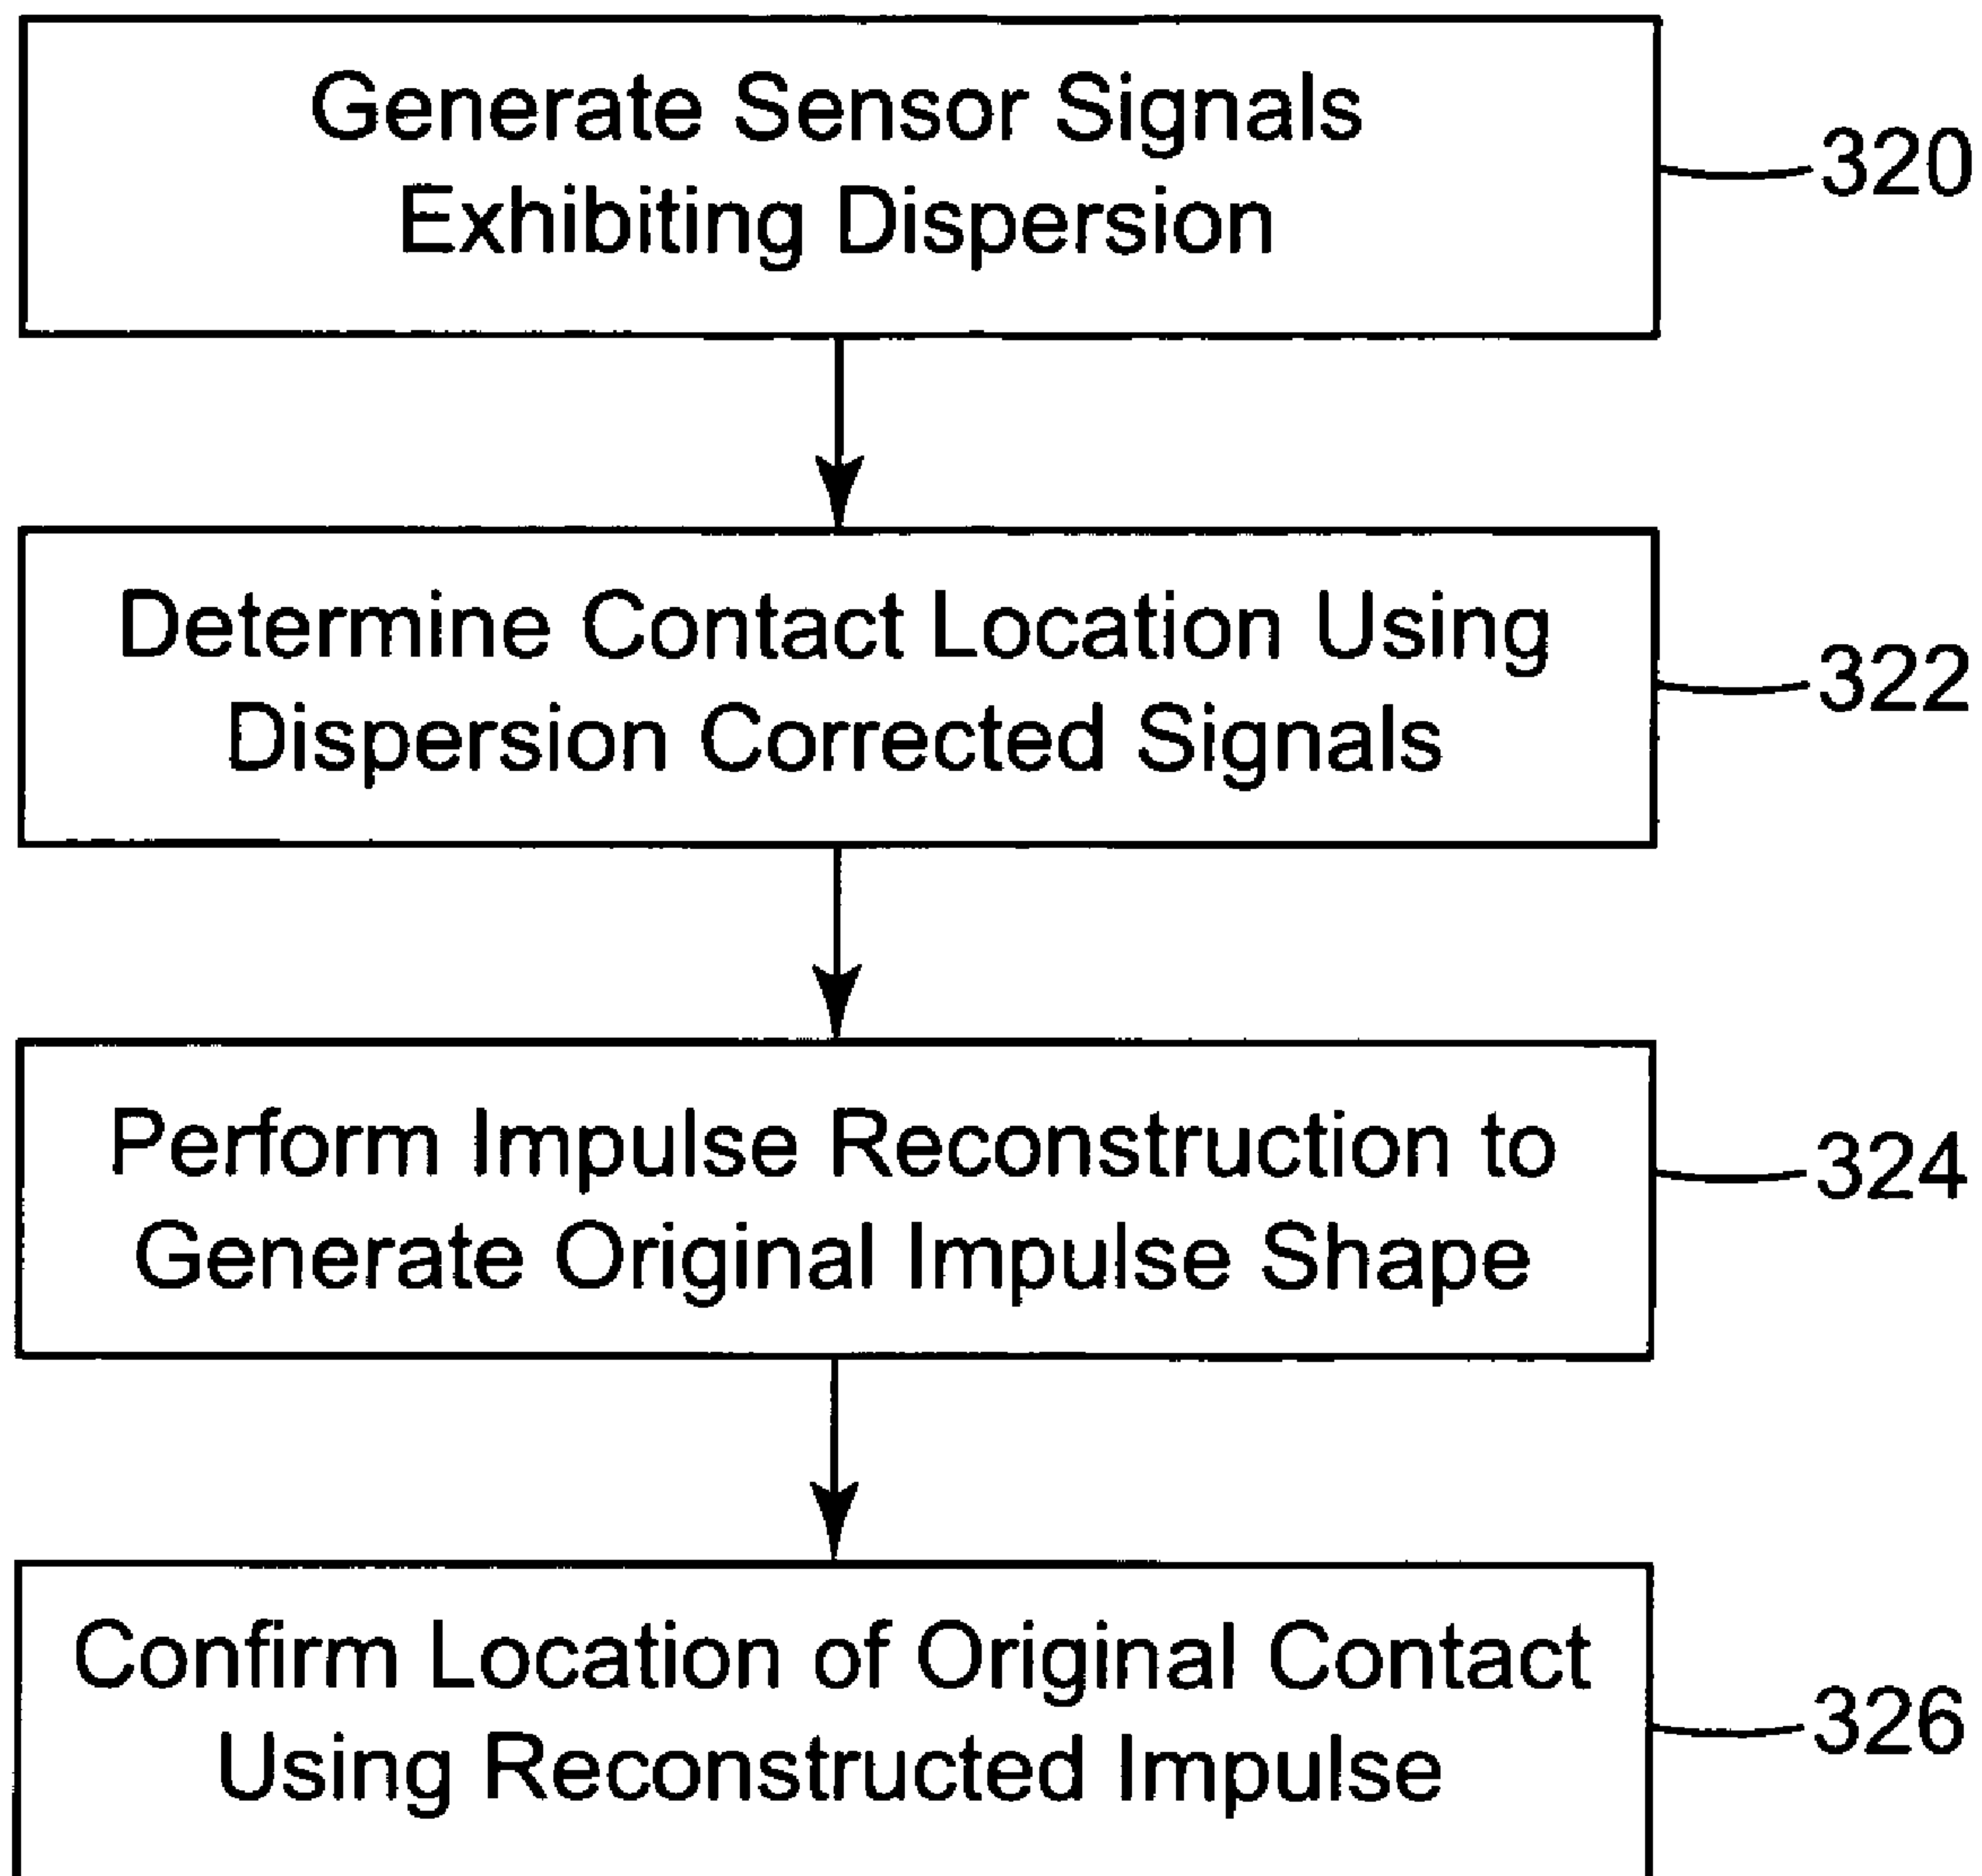 Generate Sensor Signals
Exhibiting Dispersion
320
Determine Contact Location Using
Dispersion Corrected Signals
322
Perform Impulse Reconstruction to
Generate Original Impulse Shape
324
Confirm Location of Original Contact
Using Reconstructed Impulse
326